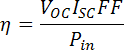 η = V_OC I_SC FF / P_in